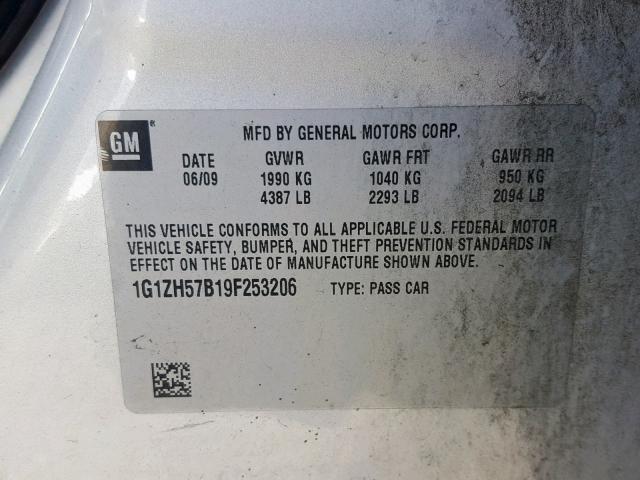 GM®
MFD BY GENERAL MOTORS CORP.
DATE GVWR GAWR FRT GAWR RR
06/09 1990 KG 1040 KG 950 KG
4387 LB 2293 LB 2094 LB
THIS VEHICLE CONFORMS TO ALL APPLICABLE U.S. FEDERAL MOTOR
VEHICLE SAFETY, BUMPER, AND THEFT PREVENTION STANDARDS IN
EFFECT ON THE DATE OF MANUFACTURE SHOWN ABOVE.
1G1ZH57B19F253206 TYPE: PASS CAR